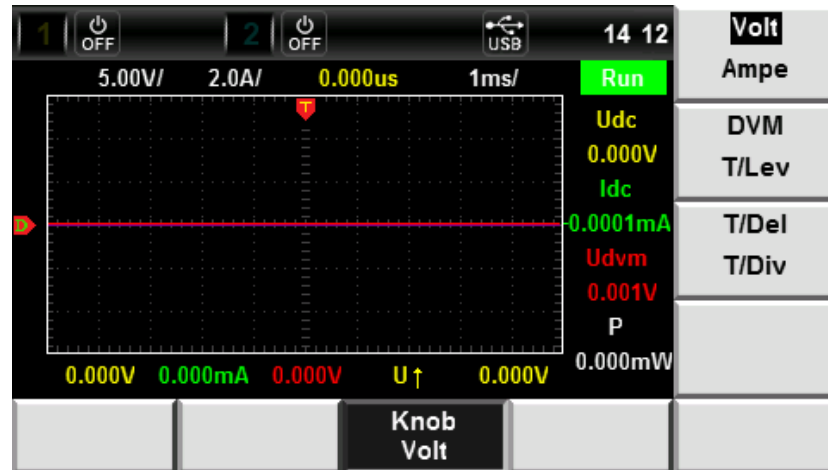 1 OFF 2 OFF USB 14 12
5.00V/ 2.0A/ 0.000us 1ms/ Run
T
Udc
0.000V
Idc
D
-0.0001mA
Udvm
0.001V
P
0.000mW
0.000V 0.000mA 0.000V U↑ 0.000V
Volt
Ampe
DVM
T/Lev
T/Del
T/Div
Knob
Volt